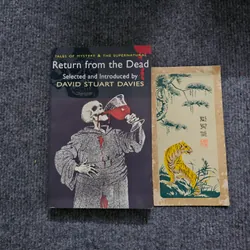 TALES OF MYSTERY & THE SUPERNATURAL
Return from the Dead
Selected and Introduced by
DAVID STUART DAVIES